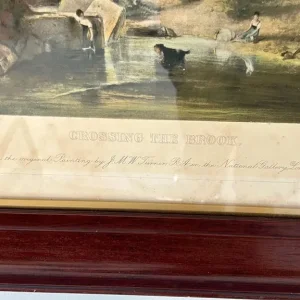 CROSSING THE BROOK.
the original Painting by J. M. W. Turner R.A. in the National Gallery